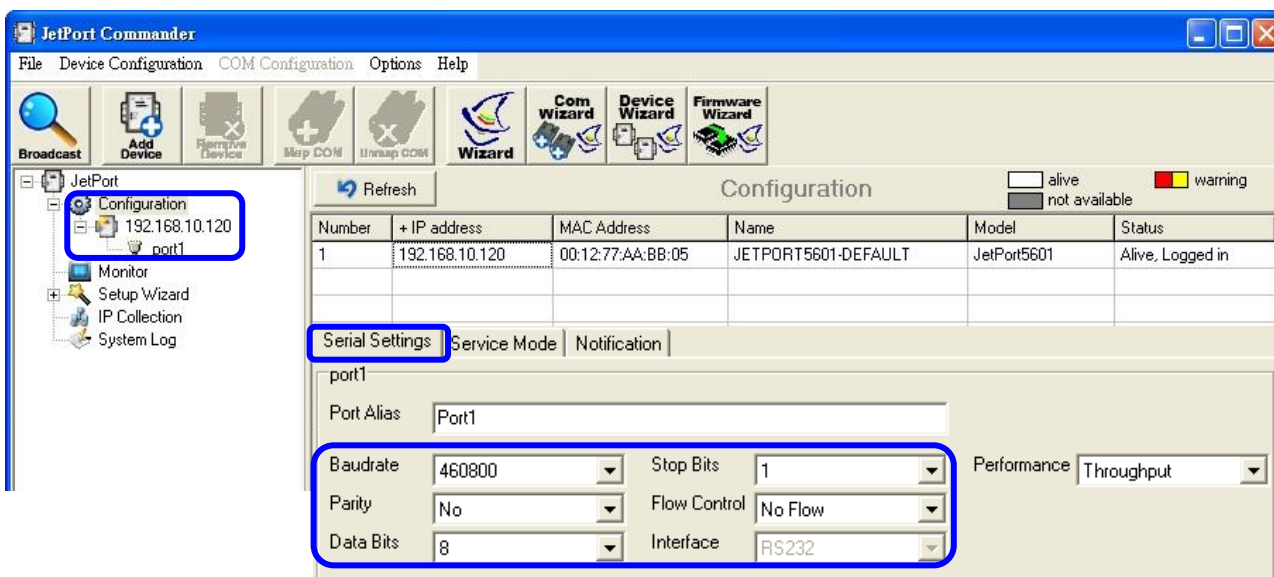 JetPort Commander
File Device Configuration COM Configuration Options Help
Broadcast
Add Device
Remove Device
Map COM
Unmap COM
Wizard
Com Wizard
Device Wizard
Firmware Wizard
JetPort
Configuration
192.168.10.120
port1
Monitor
Setup Wizard
IP Collection
System Log
Refresh
Configuration
alive
warning
not available
Number + IP address MAC Address Name Model Status
1 192.168.10.120 00:12:77:AA:BB:05 JETPORT5601-DEFAULT JetPort5601 Alive, Logged in
Serial Settings Service Mode Notification
port1
Port Alias Port1
Baudrate 460800 Stop Bits 1 Performance Throughput
Parity No Flow Control No Flow
Data Bits 8 Interface RS232